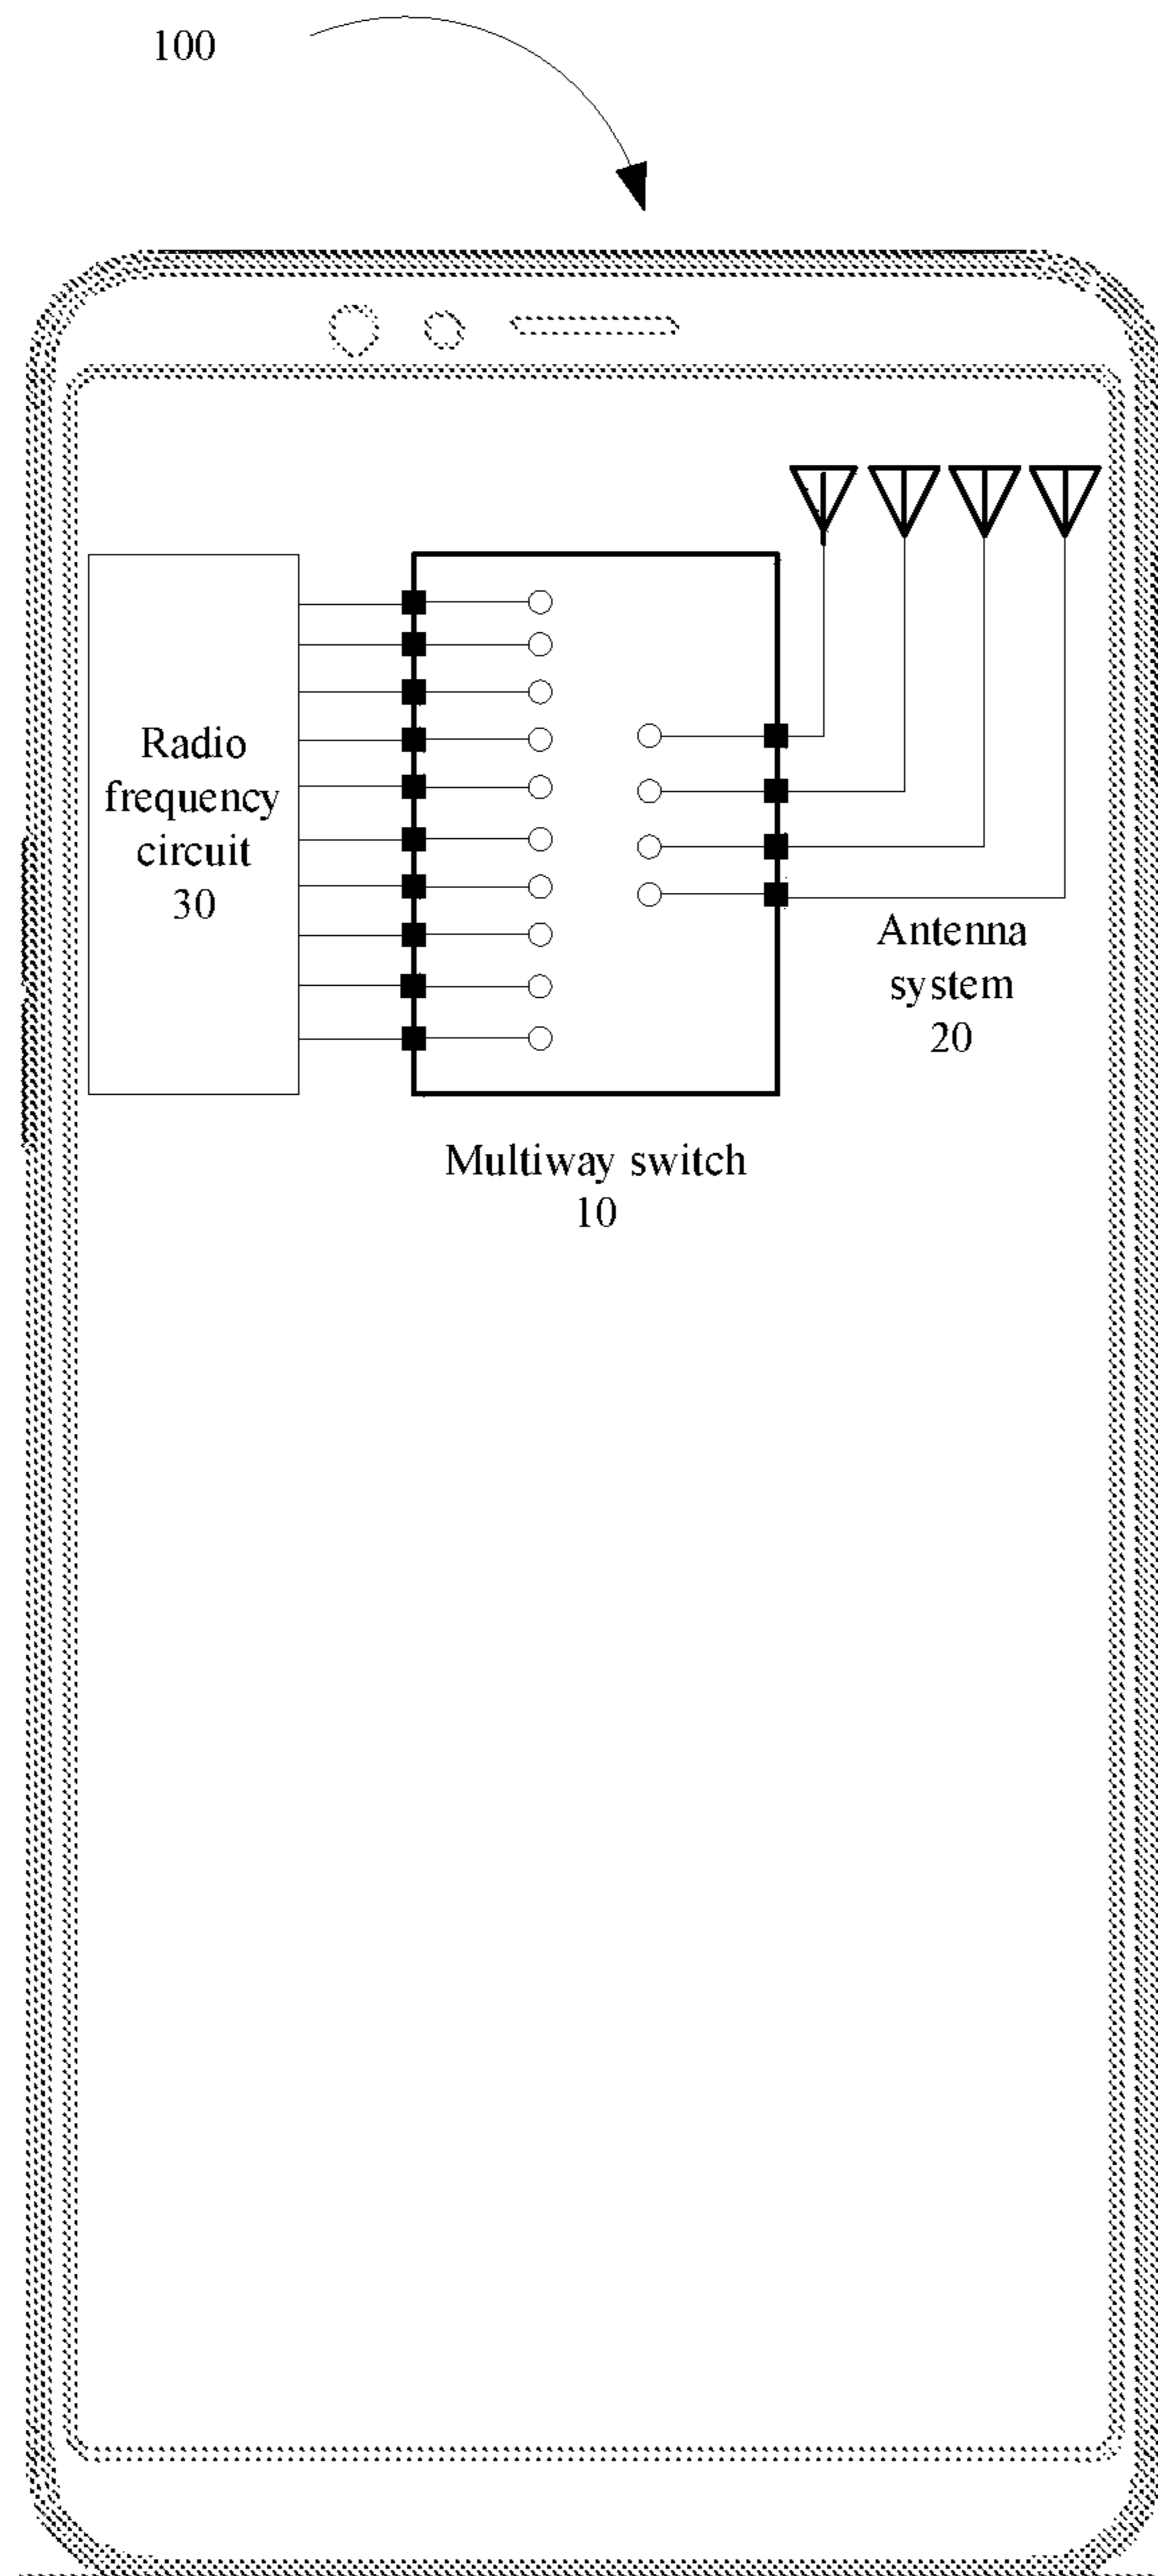 100
Radio
frequency
circuit
30
Antenna
system
20
Multiway switch
10